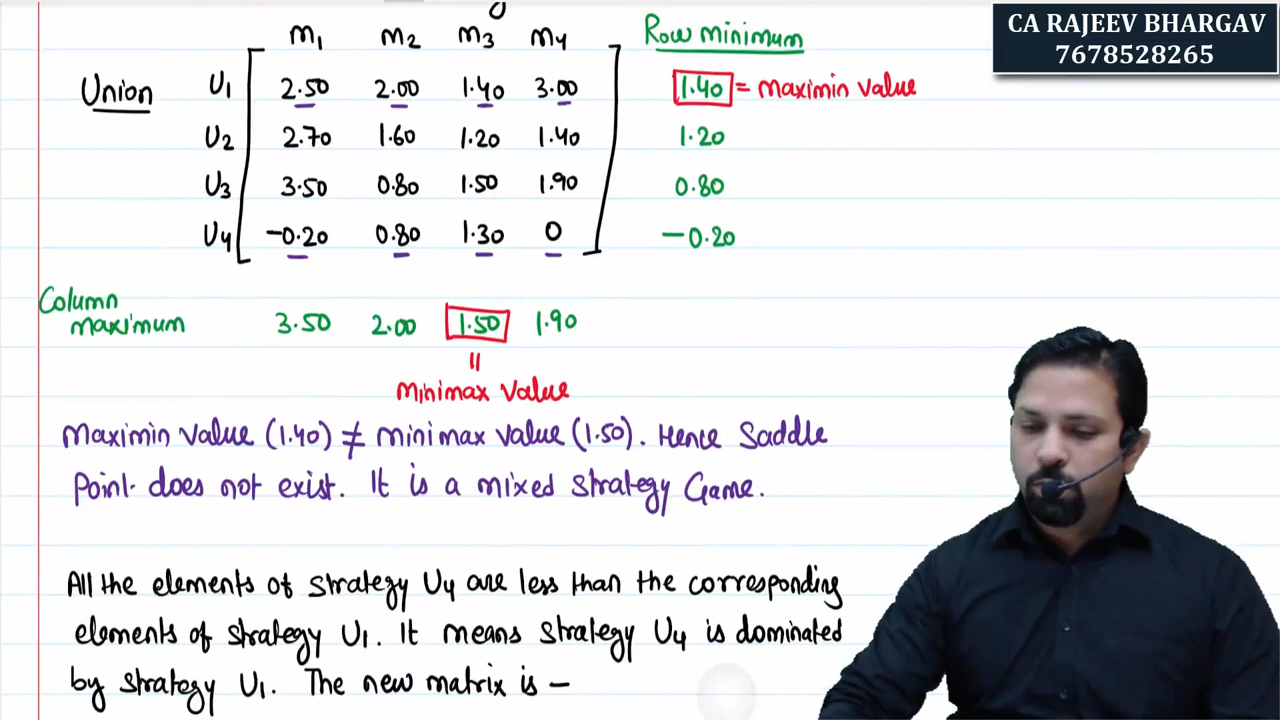 CA RAJEEV BHARGAV
7678528265
m1 m2 m3 m4 Row minimum
Union U1 2.50 2.00 1.40 3.00 1.40 = maximin value
U2 2.70 1.60 1.20 1.40 1.20
U3 3.50 0.80 1.50 1.90 0.80
U4 -0.20 0.80 1.30 0 -0.20
Column
maximum 3.50 2.00 1.50 1.90
=
Minimax Value
Maximin Value (1.40) ≠ minimax value (1.50). Hence Saddle
Point does not exist. It is a mixed strategy Game.
All the elements of strategy U4 are less than the corresponding
elements of strategy U1. It means strategy U4 is dominated
by strategy U1. The new matrix is –